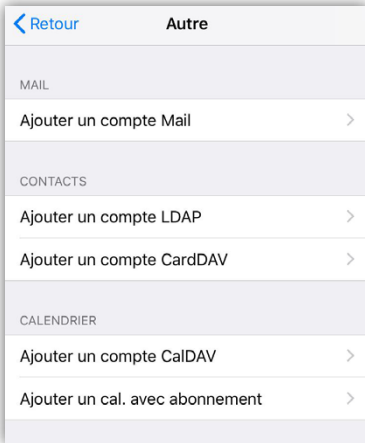 Retour
Autre
MAIL
Ajouter un compte Mail
CONTACTS
Ajouter un compte LDAP
Ajouter un compte CardDAV
CALENDRIER
Ajouter un compte CalDAV
Ajouter un cal. avec abonnement